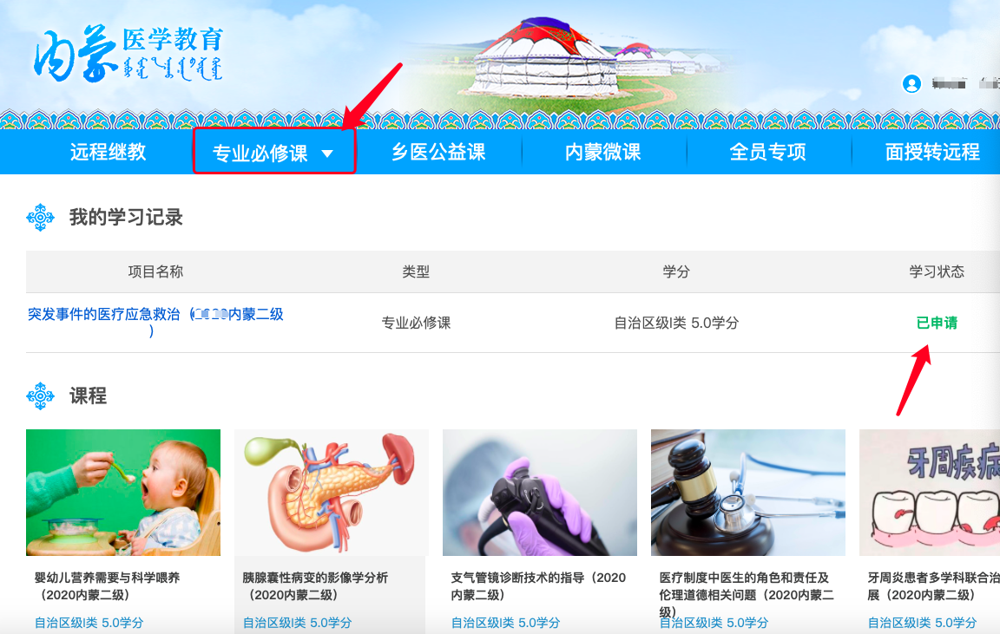 内蒙医学教育
远程继教
专业必修课
乡医公益课
内蒙微课
全员专项
面授转远程
我的学习记录
项目名称 类型 学分 学习状态
突发事件的医疗应急救治（内蒙二级
）
专业必修课
自治区级I类 5.0学分
已申请
课程
牙周疾病
婴幼儿营养需要与科学喂养
（2020内蒙二级）
自治区级I类 5.0学分
胰腺囊性病变的影像学分析
（2020内蒙二级）
自治区级I类 5.0学分
支气管镜诊断技术的指导（2020
内蒙二级）
自治区级I类 5.0学分
医疗制度中医生的角色和责任及
伦理道德相关问题（2020内蒙二
级）
自治区级I类 5.0学分
牙周炎患者多学科联合治
展（2020内蒙二级）
自治区级I类 5.0学分